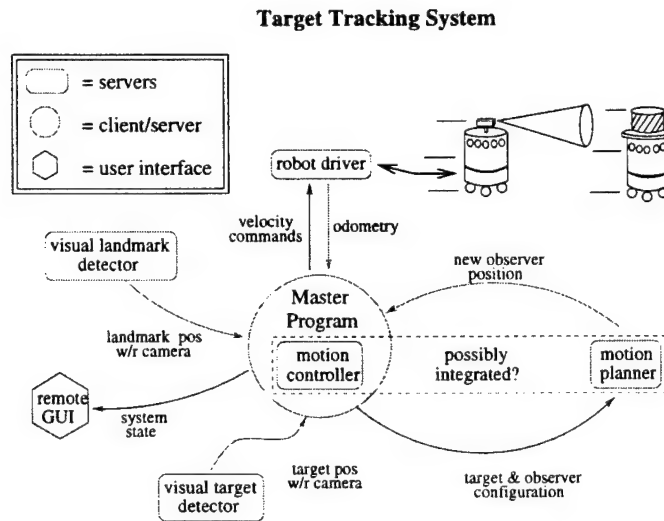 Target Tracking System
= servers
= client/server
= user interface
robot driver
velocity
commands
odometry
visual landmark
detector
new observer
position
Master
Program
landmark pos
w/r camera
motion
controller
possibly
integrated?
motion
planner
remote
GUI
system
state
visual target
detector
target pos
w/r camera
target & observer
configuration